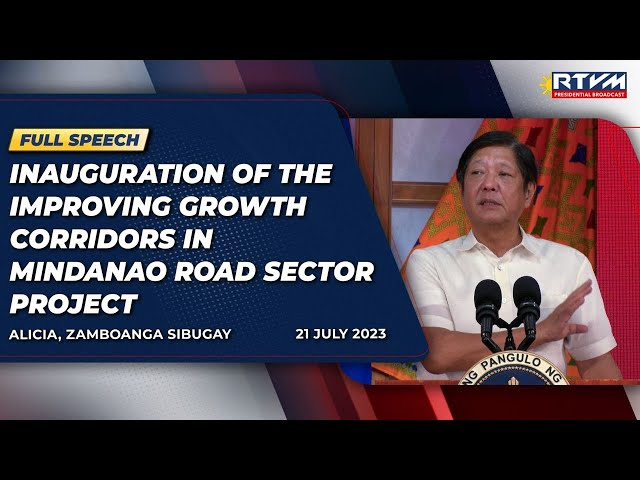 RTVM
PRESIDENTIAL BROADCAST
FULL SPEECH
INAUGURATION OF THE
IMPROVING GROWTH
CORRIDORS IN
MINDANAO ROAD SECTOR
PROJECT
ALICIA, ZAMBOANGA SIBUGAY
21 JULY 2023
NG PANGULO NG